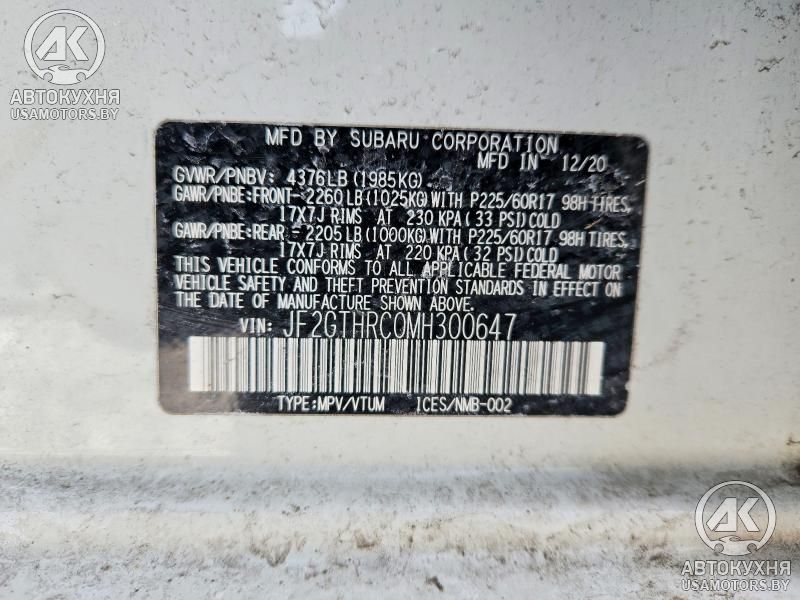 AK
АВТОКУХНЯ
USAMOTORS.BY
MFD BY SUBARU CORPORATION
MFD IN 12/20
GVWR/PNBV: 4376LB(1985KG)
GAWR/PNBE:FRONT-2260LB(1025KG)WITH P225/60R17 98H TIRES,
17X7J RIMS AT 230 KPA(33 PSI)COLD
GAWR/PNBE:REAR =2205LB(1000KG)WITH P225/60R17 98H TIRES,
17X7J RIMS AT 220 KPA(32 PSI)COLD
THIS VEHICLE CONFORMS TO ALL APPLICABLE FEDERAL MOTOR
VEHICLE SAFETY AND THEFT PREVENTION STANDARDS IN EFFECT ON
THE DATE OF MANUFACTURE SHOWN ABOVE.
VIN: JF2GTHRC0MH300647
TYPE:MPV/VTUM ICES/NMB-002
AK
АВТОКУХНЯ
USAMOTORS.BY